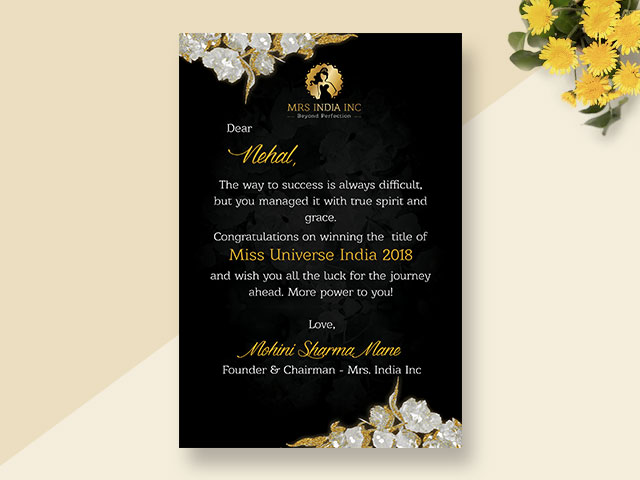 MRS INDIA INC
Beyond Perfection
Dear
Nehal,
The way to success is always difficult,
but you managed it with true spirit and
grace.
Congratulations on winning the title of
Miss Universe India 2018
and wish you all the luck for the journey
ahead. More power to you!
Love,
Mohini Sharma Mane
Founder & Chairman - Mrs. India Inc